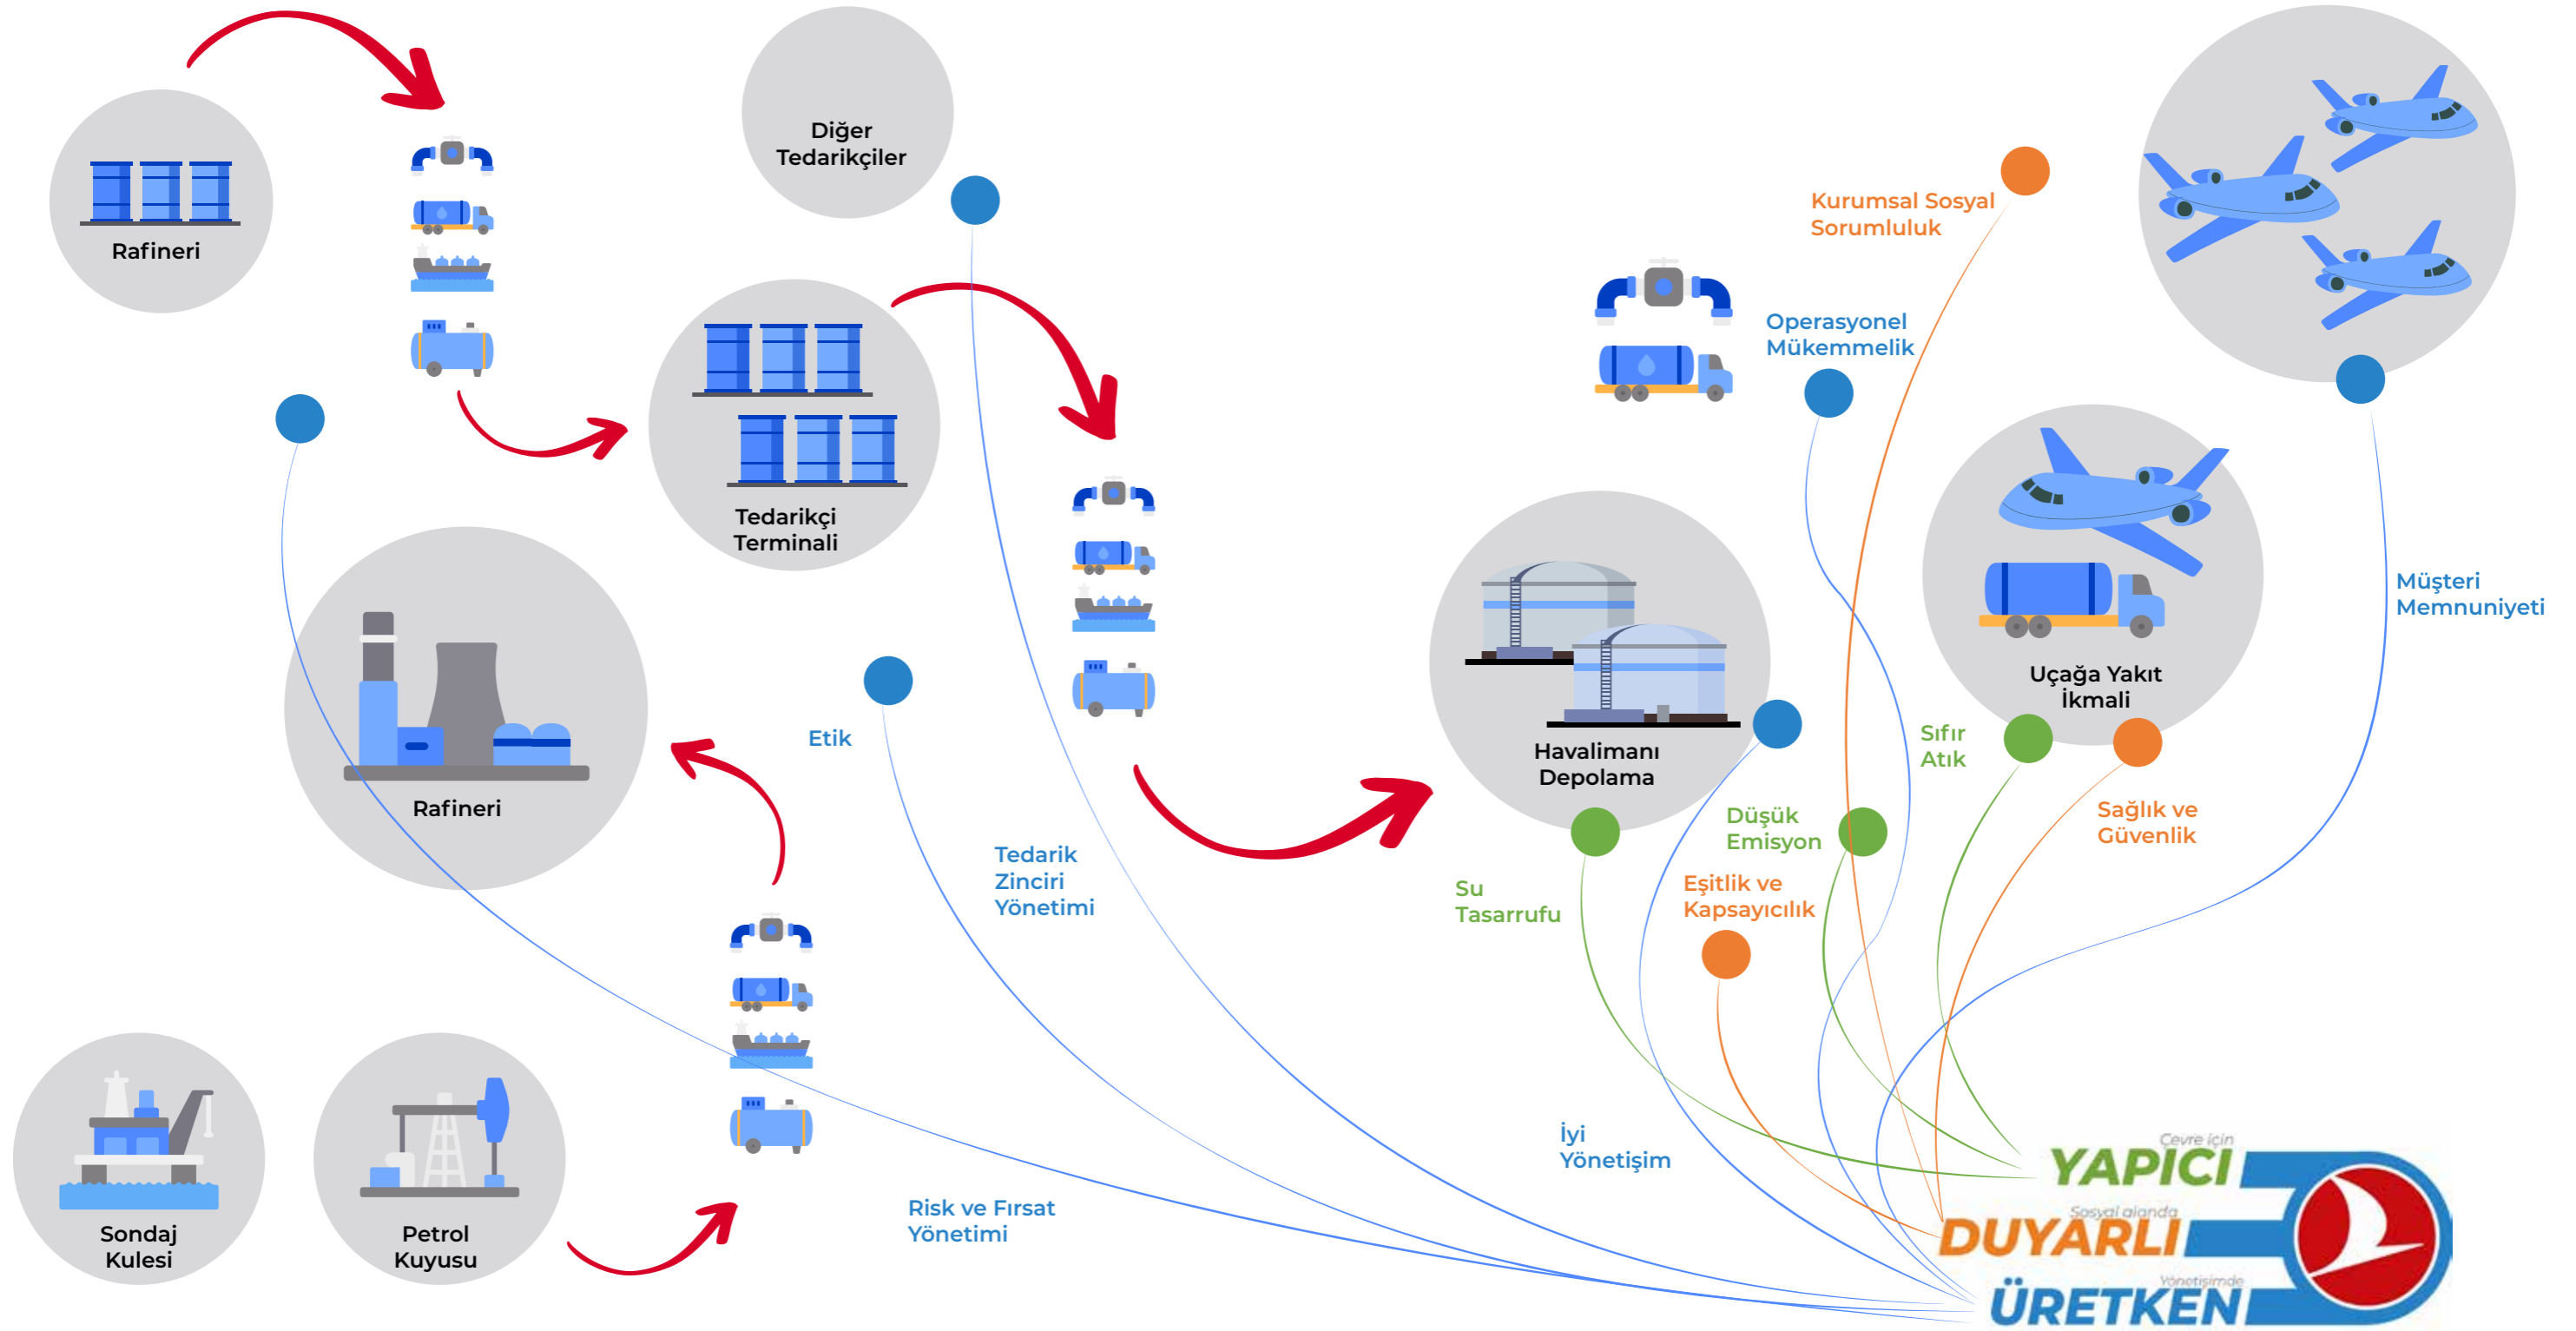 Rafineri
Diğer
Tedarikçiler
Kurumsal Sosyal
Sorumluluk
Operasyonel
Mükemmelik
Tedarikçi
Terminali
Müşteri
Memnuniyeti
Uçağa Yakıt
İkmali
Rafineri
Etik
Havalimanı
Depolama
Sıfır
Atık
Düşük
Emisyon
Sağlık ve
Güvenlik
Tedarik
Zinciri
Yönetimi
Su
Tasarrufu
Eşitlik ve
Kapsayıcılık
Sondaj
Kulesi
Petrol
Kuyusu
Risk ve Fırsat
Yönetimi
İyi
Yönetişim
Çevre için
YAPICI
Sosyal alanda
DUYARLI
Yönetişimde
ÜRETKEN